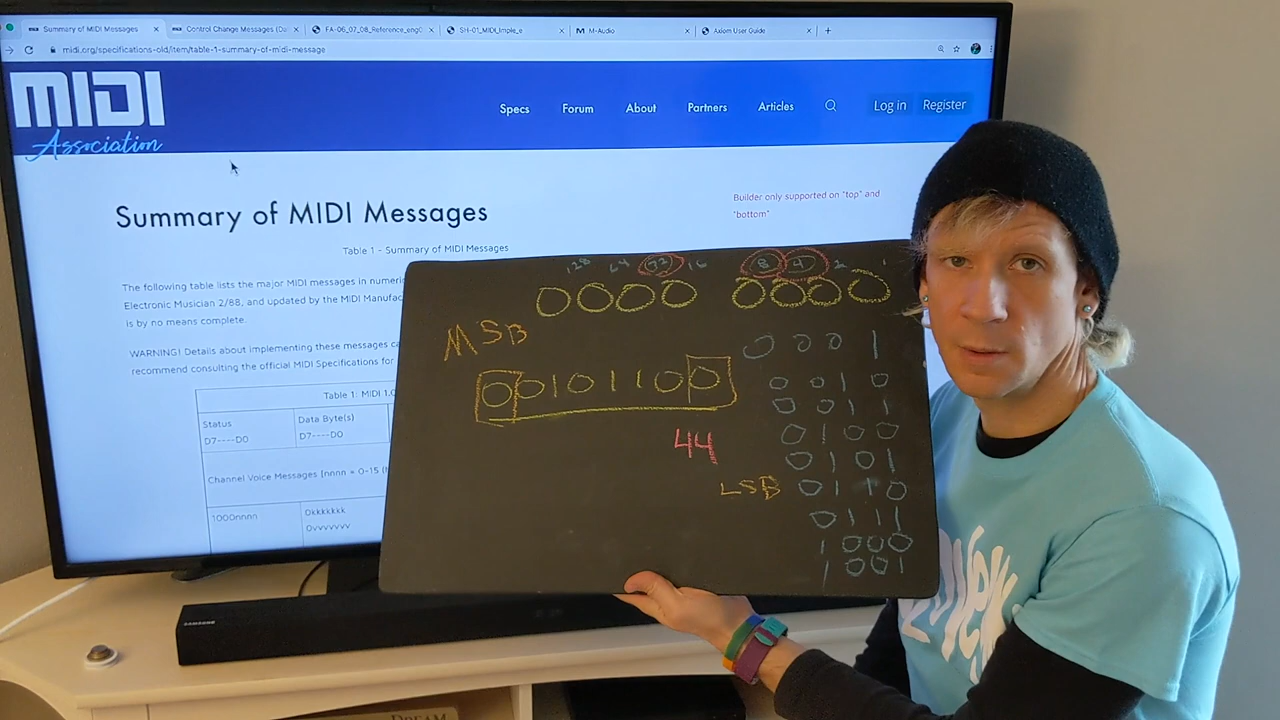 Summary of MIDI Messages
Control Change Messages (Da
FA-06_07_08_Reference_eng0
SH-01_MIDI_Imple_e
M-Audio
Axiom User Guide
midi.org/specifications-old/item/table-1-summary-of-midi-message
MIDI
Association
Specs
Forum
About
Partners
Articles
Log in
Register
Summary of MIDI Messages
Builder only supported on "top" and
"bottom"
Table 1 - Summary of MIDI Messages
The following table lists the major MIDI messages in numeric
Electronic Musician 2/88, and updated by the MIDI Manufac
is by no means complete.
WARNING! Details about implementing these messages ca
recommend consulting the official MIDI Specifications for
Table 1: MIDI 1.0
Status
D7----D0
Data Byte(s)
D7----D0
Channel Voice Messages [nnnn = 0-15 (
1000nnnn
0kkkkkkk
0vvvvvvv
128 64 32 16 8 4 2 1
0000 0000
MSB
00101100
44
LSB
0001
0010
0011
0100
0101
0110
0111
1000
1001
SAMSUNG
DREAM